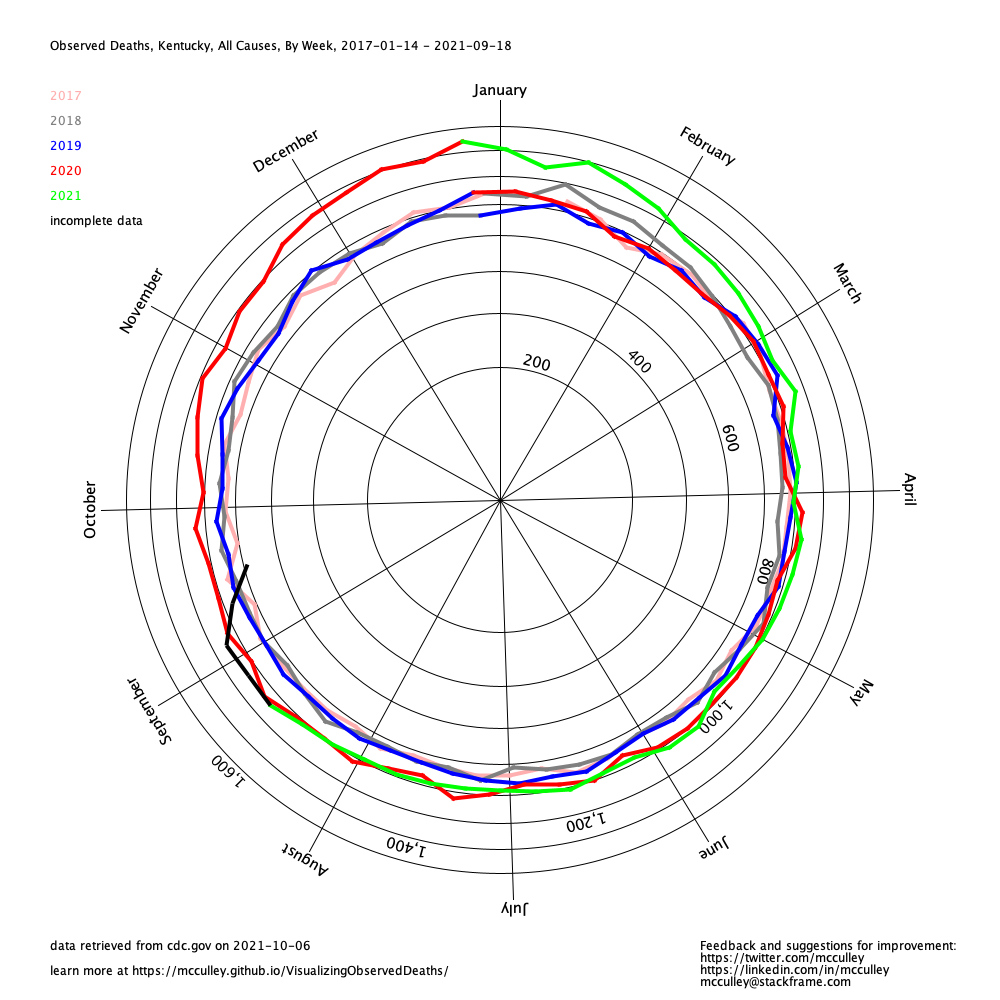 Observed Deaths, Kentucky, All Causes, By Week, 2017-01-14 - 2021-09-18
2017
2018
2019
2020
2021
incomplete data
January
February
March
April
May
June
July
August
September
October
November
December
200
400
600
800
1,000
1,200
1,400
1,600
data retrieved from cdc.gov on 2021-10-06
learn more at https://mcculley.github.io/VisualizingObservedDeaths/
Feedback and suggestions for improvement:
https://twitter.com/mcculley
https://linkedin.com/in/mcculley
mcculley@stackframe.com